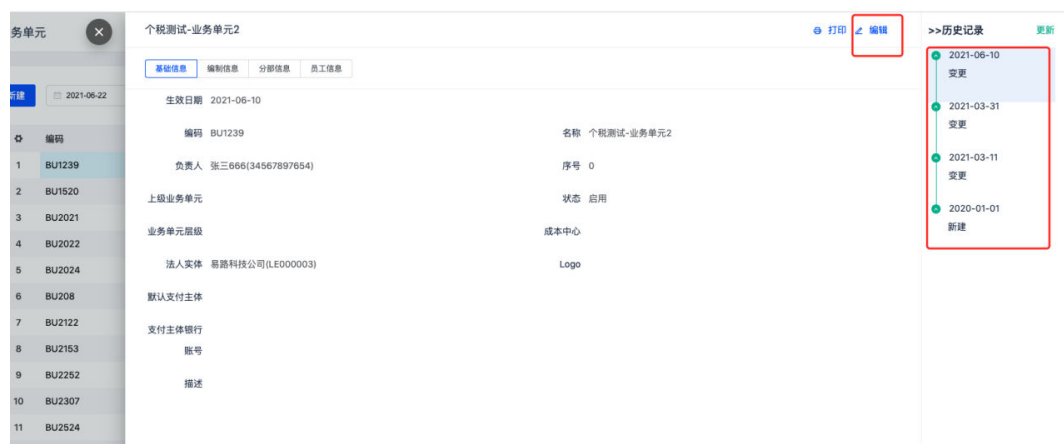 务单元
个税测试-业务单元2
打印
编辑
>>历史记录
更新
基础信息
编制信息
分部信息
员工信息
新建
2021-06-22
2021-06-10
变更
2021-03-31
变更
2021-03-11
变更
2020-01-01
新建
生效日期 2021-06-10
编码 BU1239
名称 个税测试-业务单元2
负责人 张三666(34567897654)
序号 0
上级业务单元
状态 启用
业务单元层级
成本中心
法人实体 易路科技公司(LE000003)
Logo
默认支付主体
支付主体银行
账号
描述
编码
1 BU1239
2 BU1520
3 BU2021
4 BU2022
5 BU2024
6 BU208
7 BU2122
8 BU2153
9 BU2252
10 BU2307
11 BU2524